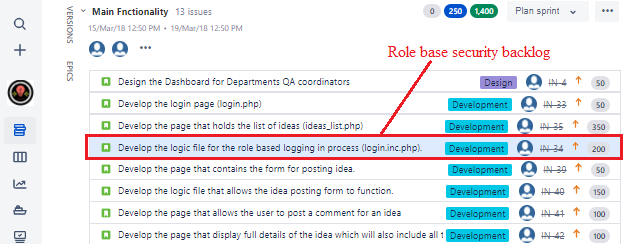 VERSIONS
EPICS
Main Fnctionality 13 issues
0 250 1,400 Plan sprint
15/Mar/18 12:50 PM • 19/Mar/18 12:50 PM
Role base security backlog
Design the Dashboard for Departments QA coordinators Design IN-4 50
Develop the login page (login.php) Development IN-33 50
Develop the page that holds the list of ideas (ideas_list.php) Development IN-35 350
Develop the logic file for the role based logging in process (login.inc.php). Development IN-34 200
Develop the page that contains the form for posting idea. Development IN-39 50
Develop the logic file that allows the idea posting form to function. Development IN-40 150
Develop the page that allows the user to post a comment for an idea Development IN-41 100
Develop the page that display full details of the idea which will also include all t Development IN-42 100